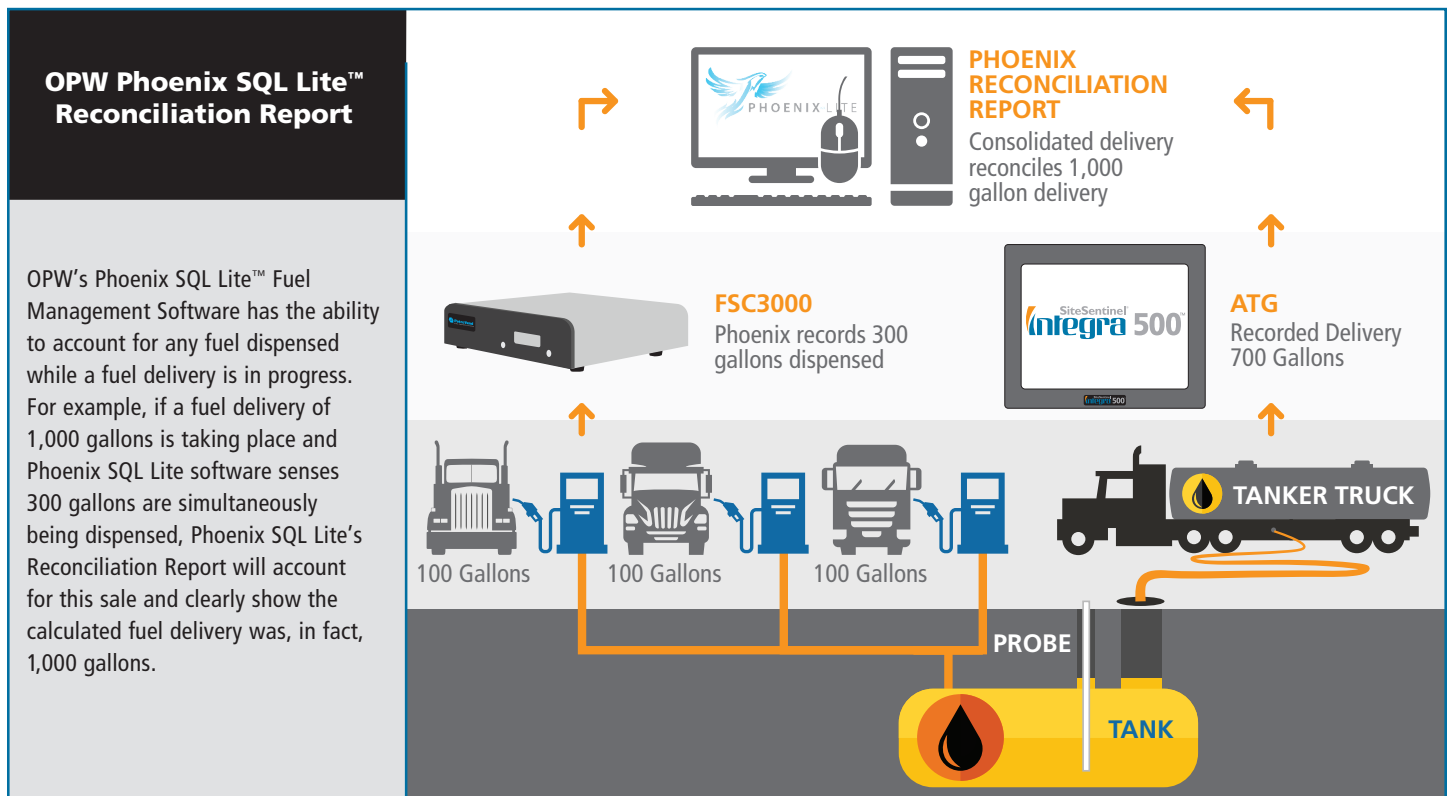 OPW Phoenix SQL Lite™
Reconciliation Report
OPW's Phoenix SQL Lite™ Fuel
Management Software has the ability
to account for any fuel dispensed
while a fuel delivery is in progress.
For example, if a fuel delivery of
1,000 gallons is taking place and
Phoenix SQL Lite software senses
300 gallons are simultaneously
being dispensed, Phoenix SQL Lite's
Reconciliation Report will account
for this sale and clearly show the
calculated fuel delivery was, in fact,
1,000 gallons.
PHOENIX LITE
PHOENIX
RECONCILIATION
REPORT
Consolidated delivery
reconciles 1,000
gallon delivery
FSC3000
Phoenix records 300
gallons dispensed
SiteSentinel®
integra 500™
integra 500
ATG
Recorded Delivery
700 Gallons
100 Gallons
100 Gallons
100 Gallons
TANKER TRUCK
PROBE
TANK